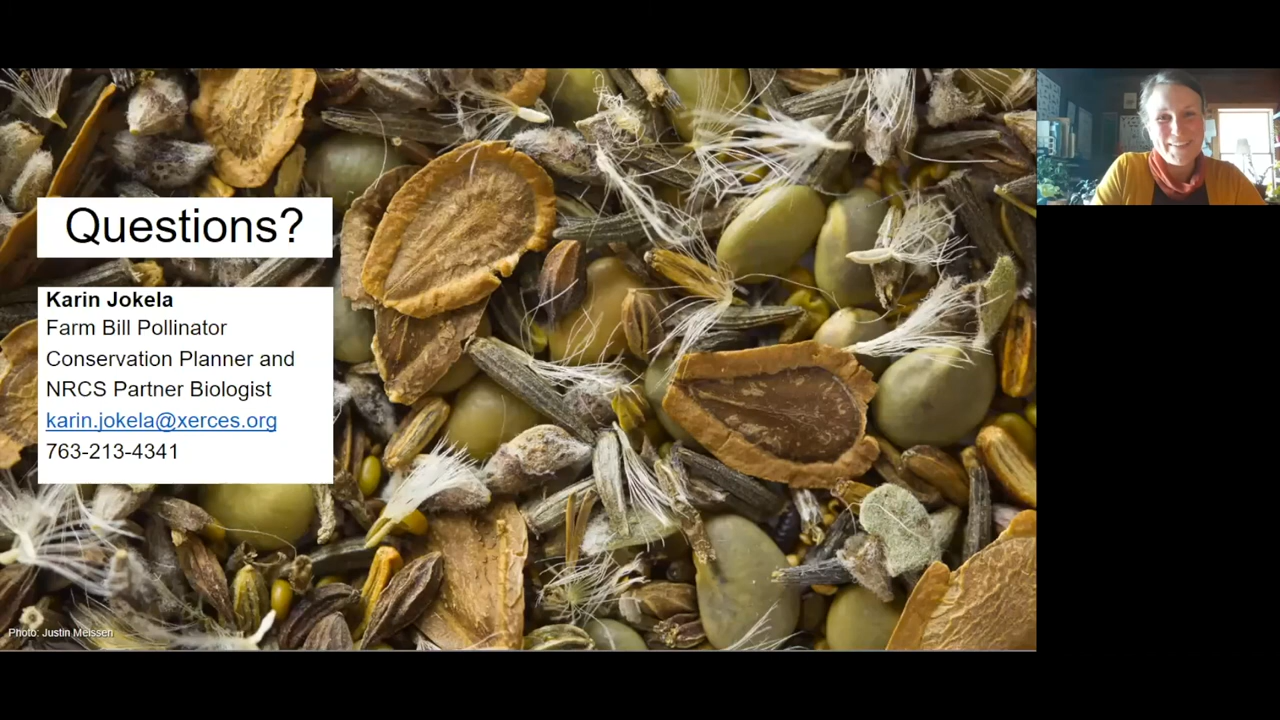 Questions?
Karin Jokela
Farm Bill Pollinator
Conservation Planner and
NRCS Partner Biologist
karin.jokela@xerces.org
763-213-4341
Photo: Justin Meissen